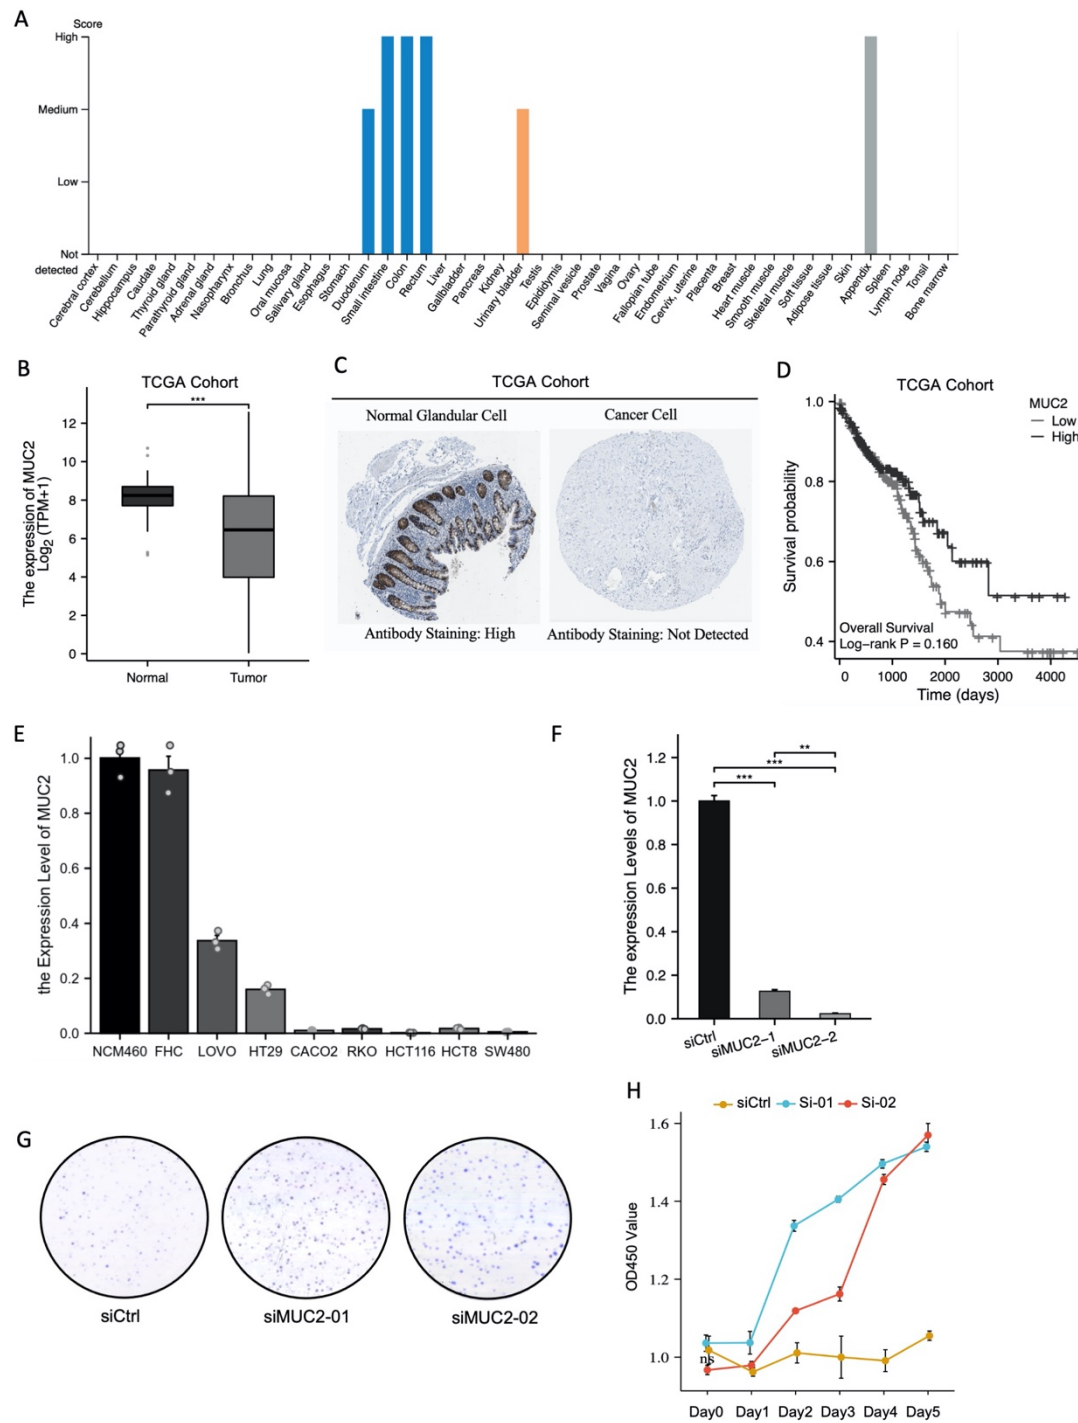 A
Score
High
Medium
Low
Not
detected
Cerebral cortex
Cerebellum
Hippocampus
Caudate
Thyroid gland
Parathyroid gland
Adrenal gland
Nasopharynx
Bronchus
Lung
Oral mucosa
Salivary gland
Esophagus
Stomach
Duodenum
Small intestine
Colon
Rectum
Liver
Gallbladder
Pancreas
Kidney
Urinary bladder
Testis
Epididymis
Seminal vesicle
Prostate
Vagina
Ovary
Fallopian tube
Endometrium
Cervix, uterine
Placenta
Breast
Heart muscle
Smooth muscle
Skeletal muscle
Soft tissue
Adipose tissue
Skin
Appendix
Spleen
Lymph node
Tonsil
Bone marrow
B
TCGA Cohort
***
The expression of MUC2
Log2 (TPM+1)
12
10
8
6
4
2
0
Normal
Tumor
C
TCGA Cohort
Normal Glandular Cell
Cancer Cell
Antibody Staining: High
Antibody Staining: Not Detected
D
TCGA Cohort
MUC2
Low
High
Survival probability
1.0
0.8
0.6
0.4
Overall Survival
Log-rank P = 0.160
0
1000
2000
3000
4000
Time (days)
E
the Expression Level of MUC2
1.0
0.8
0.6
0.4
0.2
0.0
NCM460
FHC
LOVO
HT29
CACO2
RKO
HCT116
HCT8
SW480
F
The expression Levels of MUC2
1.2
1.0
0.8
0.6
0.4
0.2
0.0
**
***
***
siCtrl
siMUC2-1
siMUC2-2
G
siCtrl
siMUC2-01
siMUC2-02
H
siCtrl
Si-01
Si-02
OD450 Value
1.6
1.4
1.2
1.0
ns
Day0
Day1
Day2
Day3
Day4
Day5